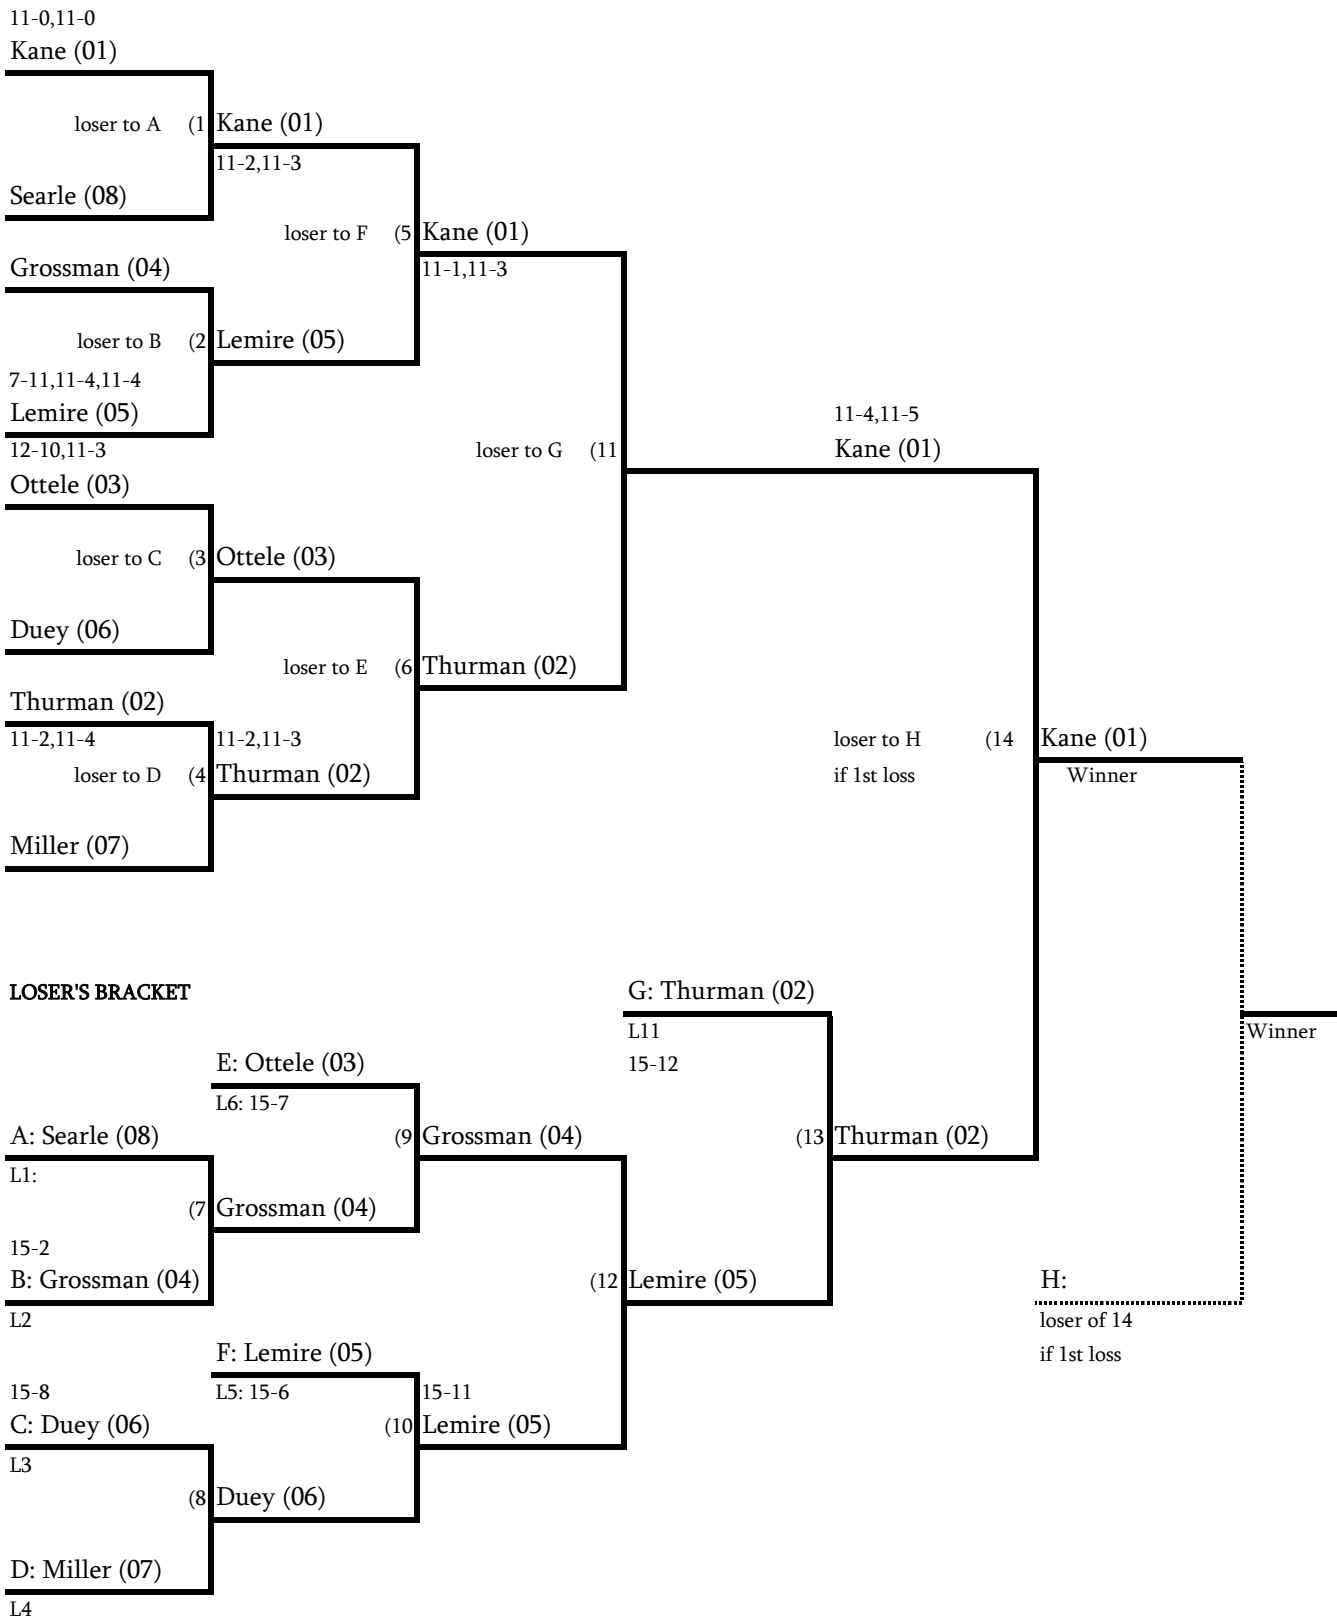 11-0,11-0
Kane (01)
loser to A (1 Kane (01)
11-2,11-3
Searle (08)
loser to F (5 Kane (01)
Grossman (04)
11-1,11-3
loser to B (2 Lemire (05)
7-11,11-4,11-4
Lemire (05)
11-4,11-5
12-10,11-3
loser to G (11
Kane (01)
Ottele (03)
loser to C (3 Ottele (03)
Duey (06)
loser to E (6 Thurman (02)
Thurman (02)
11-2,11-4
11-2,11-3
loser to H (14 Kane (01)
loser to D (4 Thurman (02)
if 1st loss
Winner
Miller (07)
LOSER'S BRACKET
G: Thurman (02)
L11
Winner
E: Ottele (03)
15-12
L6: 15-7
A: Searle (08)
(9 Grossman (04)
(13 Thurman (02)
L1:
(7 Grossman (04)
15-2
B: Grossman (04)
(12 Lemire (05)
H:
L2
loser of 14
F: Lemire (05)
if 1st loss
15-8
L5: 15-6
15-11
C: Duey (06)
(10 Lemire (05)
L3
(8 Duey (06)
D: Miller (07)
L4